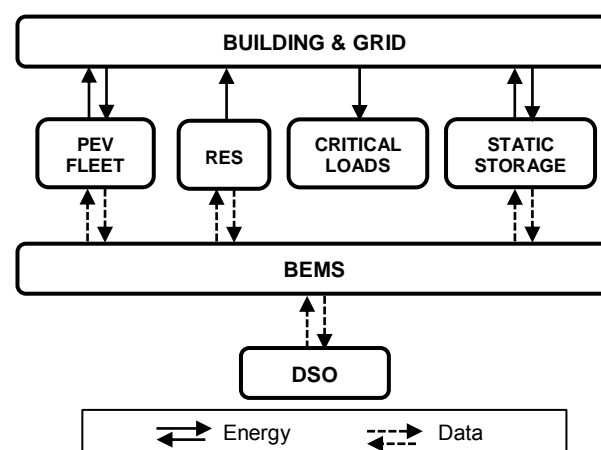 BUILDING & GRID
PEV
FLEET
RES
CRITICAL
LOADS
STATIC
STORAGE
BEMS
DSO
Energy
Data